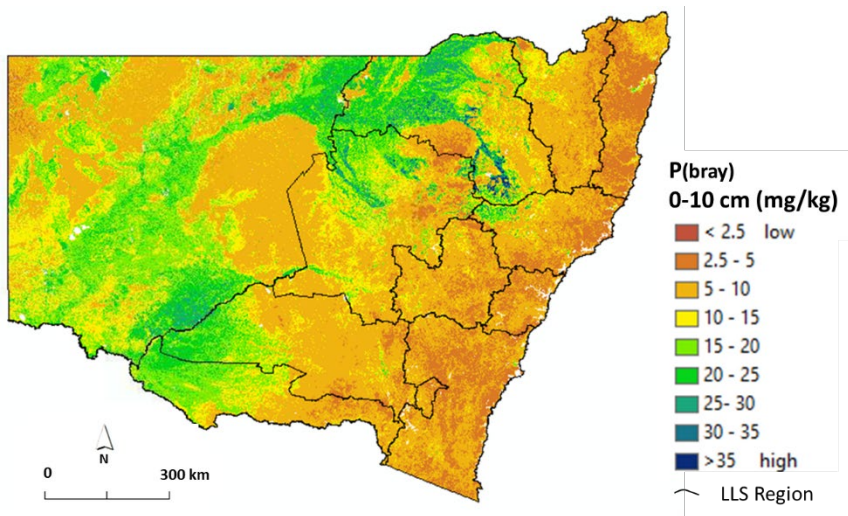 P(bray)
0-10 cm (mg/kg)
< 2.5 low
2.5 - 5
5 - 10
10 - 15
15 - 20
20 - 25
25- 30
30 - 35
>35 high
LLS Region
N
0 300 km